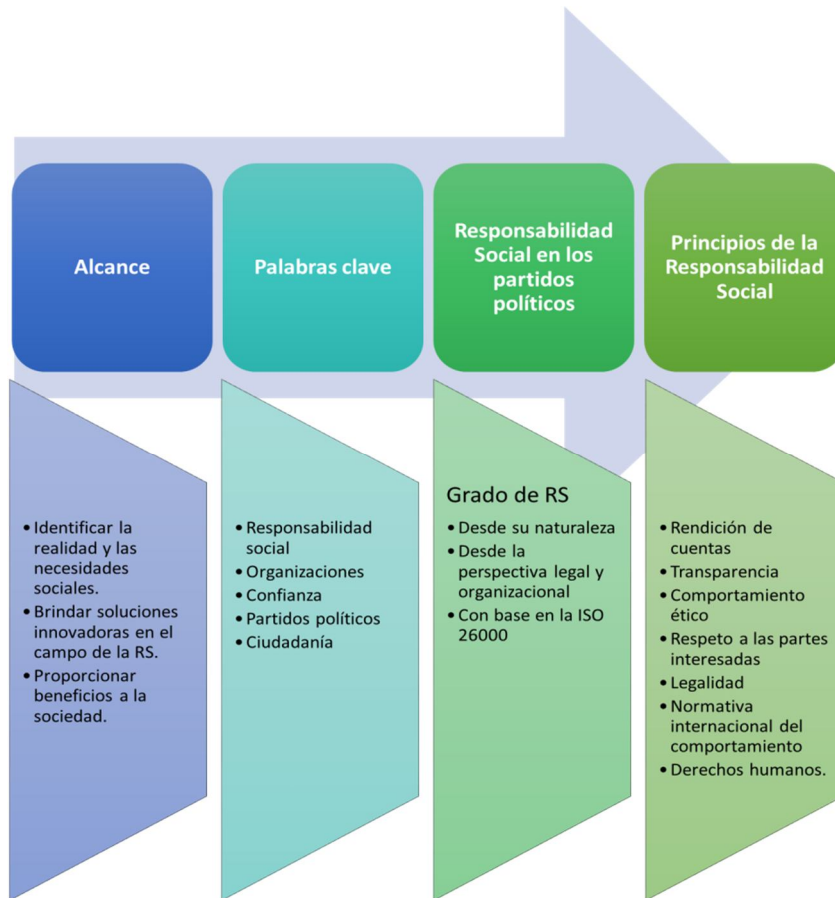 Alcance
Palabras clave
Responsabilidad
Social en los
partidos
políticos
Principios de la
Responsabilidad
Social
• Identificar la
realidad y las
necesidades
sociales.
• Brindar soluciones
innovadoras en el
campo de la RS.
• Proporcionar
beneficios a la
sociedad.
• Responsabilidad
social
• Organizaciones
• Confianza
• Partidos políticos
• Ciudadanía
Grado de RS
• Desde su naturaleza
• Desde la
perspectiva legal y
organizacional
• Con base en la ISO
26000
• Rendición de
cuentas
• Transparencia
• Comportamiento
ético
• Respeto a las partes
interesadas
• Legalidad
• Normativa
internacional del
comportamiento
• Derechos humanos.